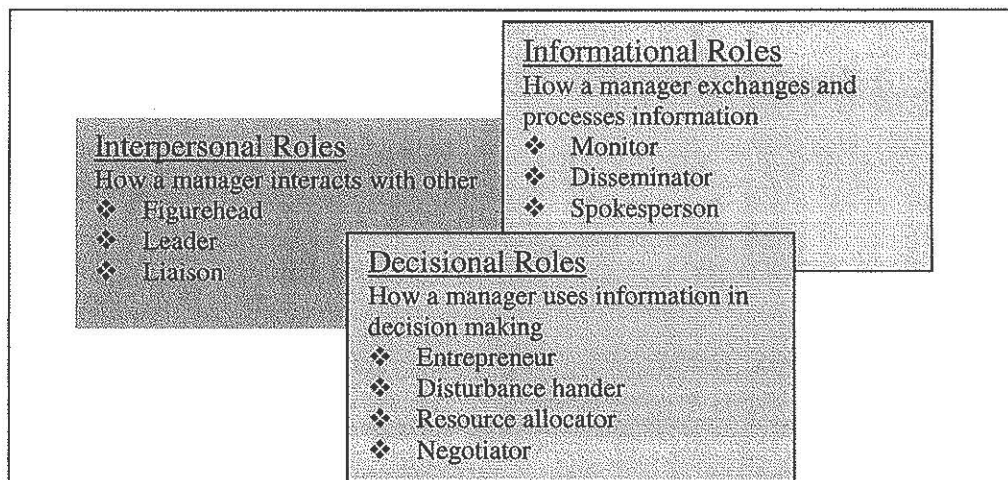 Informational Roles
How a manager exchanges and
processes information
❖ Monitor
❖ Disseminator
❖ Spokesperson
Interpersonal Roles
How a manager interacts with other
❖ Figurehead
❖ Leader
❖ Liaison
Decisional Roles
How a manager uses information in
decision making
❖ Entrepreneur
❖ Disturbance hander
❖ Resource allocator
❖ Negotiator